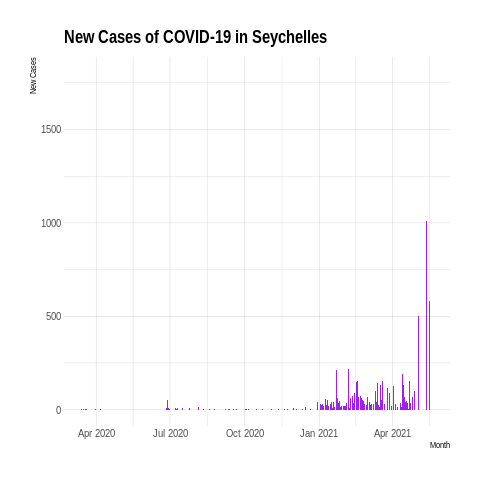 New Cases of COVID-19 in Seychelles
New Cases
1500
1000
500
0
Apr 2020 Jul 2020 Oct 2020 Jan 2021 Apr 2021
Month